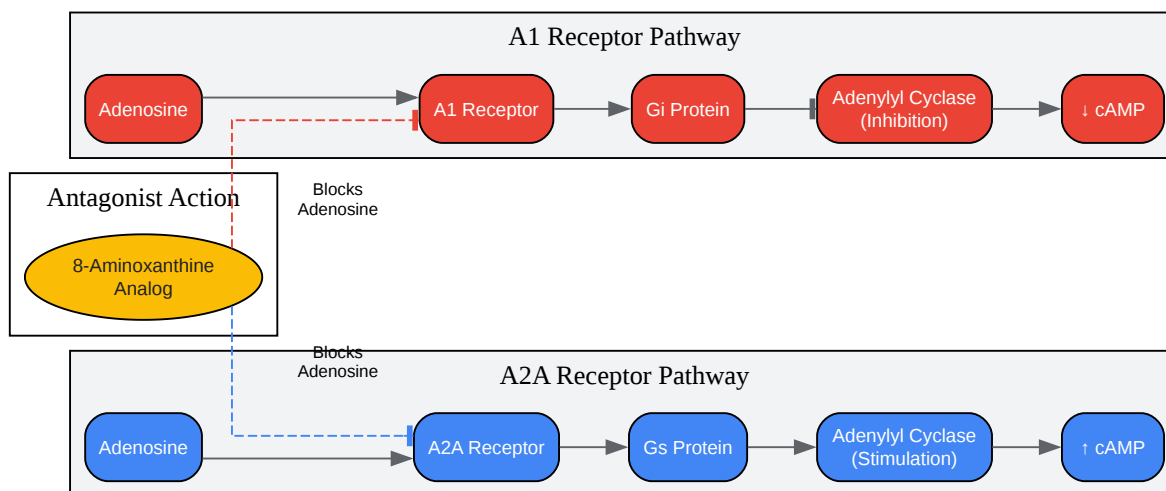 A1 Receptor Pathway
Adenosine
A1 Receptor
Gi Protein
Adenylyl Cyclase
(Inhibition)
↓ cAMP
Blocks
Adenosine
Antagonist Action
8-Aminoxanthine
Analog
Blocks
Adenosine
A2A Receptor Pathway
Adenosine
A2A Receptor
Gs Protein
Adenylyl Cyclase
(Stimulation)
↑ cAMP